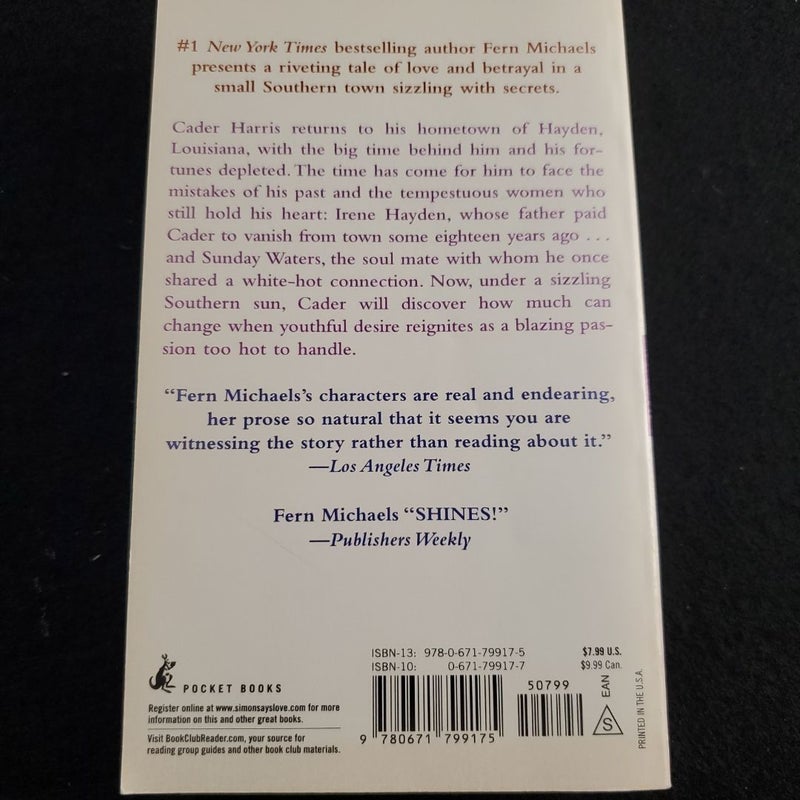 #1 New York Times bestselling author Fern Michaels
presents a riveting tale of love and betrayal in a
small Southern town sizzling with secrets.
Cader Harris returns to his hometown of Hayden,
Louisiana, with the big time behind him and his for-
tunes depleted. The time has come for him to face the
mistakes of his past and the tempestuous women who
still hold his heart: Irene Hayden, whose father paid
Cader to vanish from town some eighteen years ago . . .
and Sunday Waters, the soul mate with whom he once
shared a white-hot connection. Now, under a sizzling
Southern sun, Cader will discover how much can
change when youthful desire reignites as a blazing pas-
sion too hot to handle.
“Fern Michaels’s characters are real and endearing,
her prose so natural that it seems you are
witnessing the story rather than reading about it.”
—Los Angeles Times
Fern Michaels “SHINES!”
—Publishers Weekly
POCKET BOOKS
Register online at www.simonsayslove.com for more
information on this and other great books.
Visit BookClubReader.com, your source for
reading group guides and other book club materials.
ISBN-13: 978-0-671-79917-5
ISBN-10: 0-671-79917-7
9 780671 799175
50799
$7.99 U.S.
$9.99 Can.
EAN
S
PRINTED IN THE U.S.A.